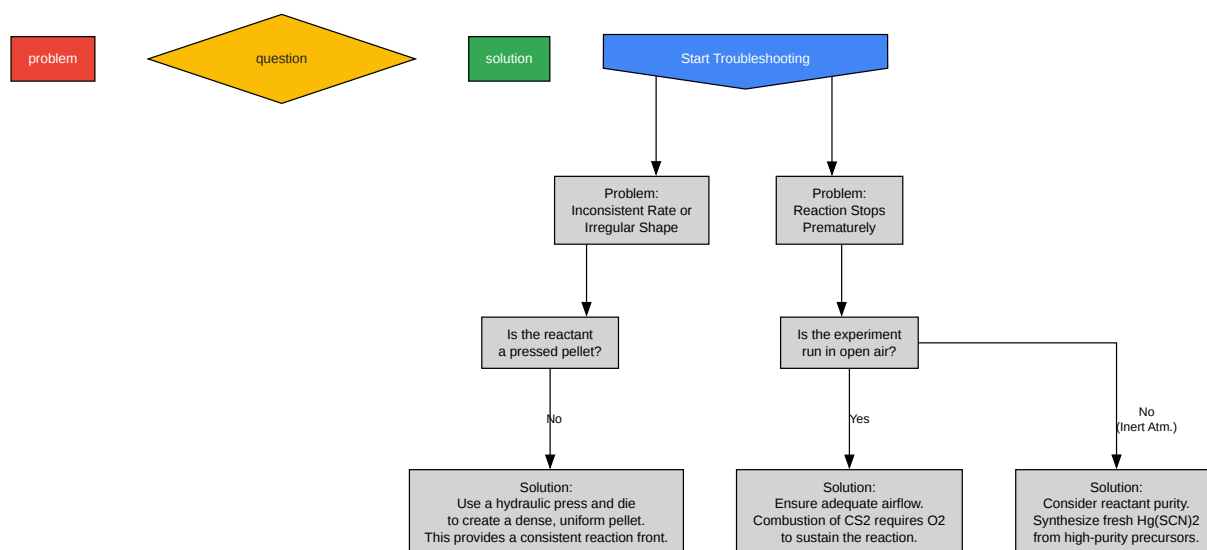 problem
question
solution
Start Troubleshooting
Problem:
Inconsistent Rate or
Irregular Shape
Problem:
Reaction Stops
Prematurely
Is the reactant
a pressed pellet?
Is the experiment
run in open air?
No
Yes
No
(Inert Atm.)
Solution:
Use a hydraulic press and die
to create a dense, uniform pellet.
This provides a consistent reaction front.
Solution:
Ensure adequate airflow.
Combustion of CS2 requires O2
to sustain the reaction.
Solution:
Consider reactant purity.
Synthesize fresh Hg(SCN)2
from high-purity precursors.